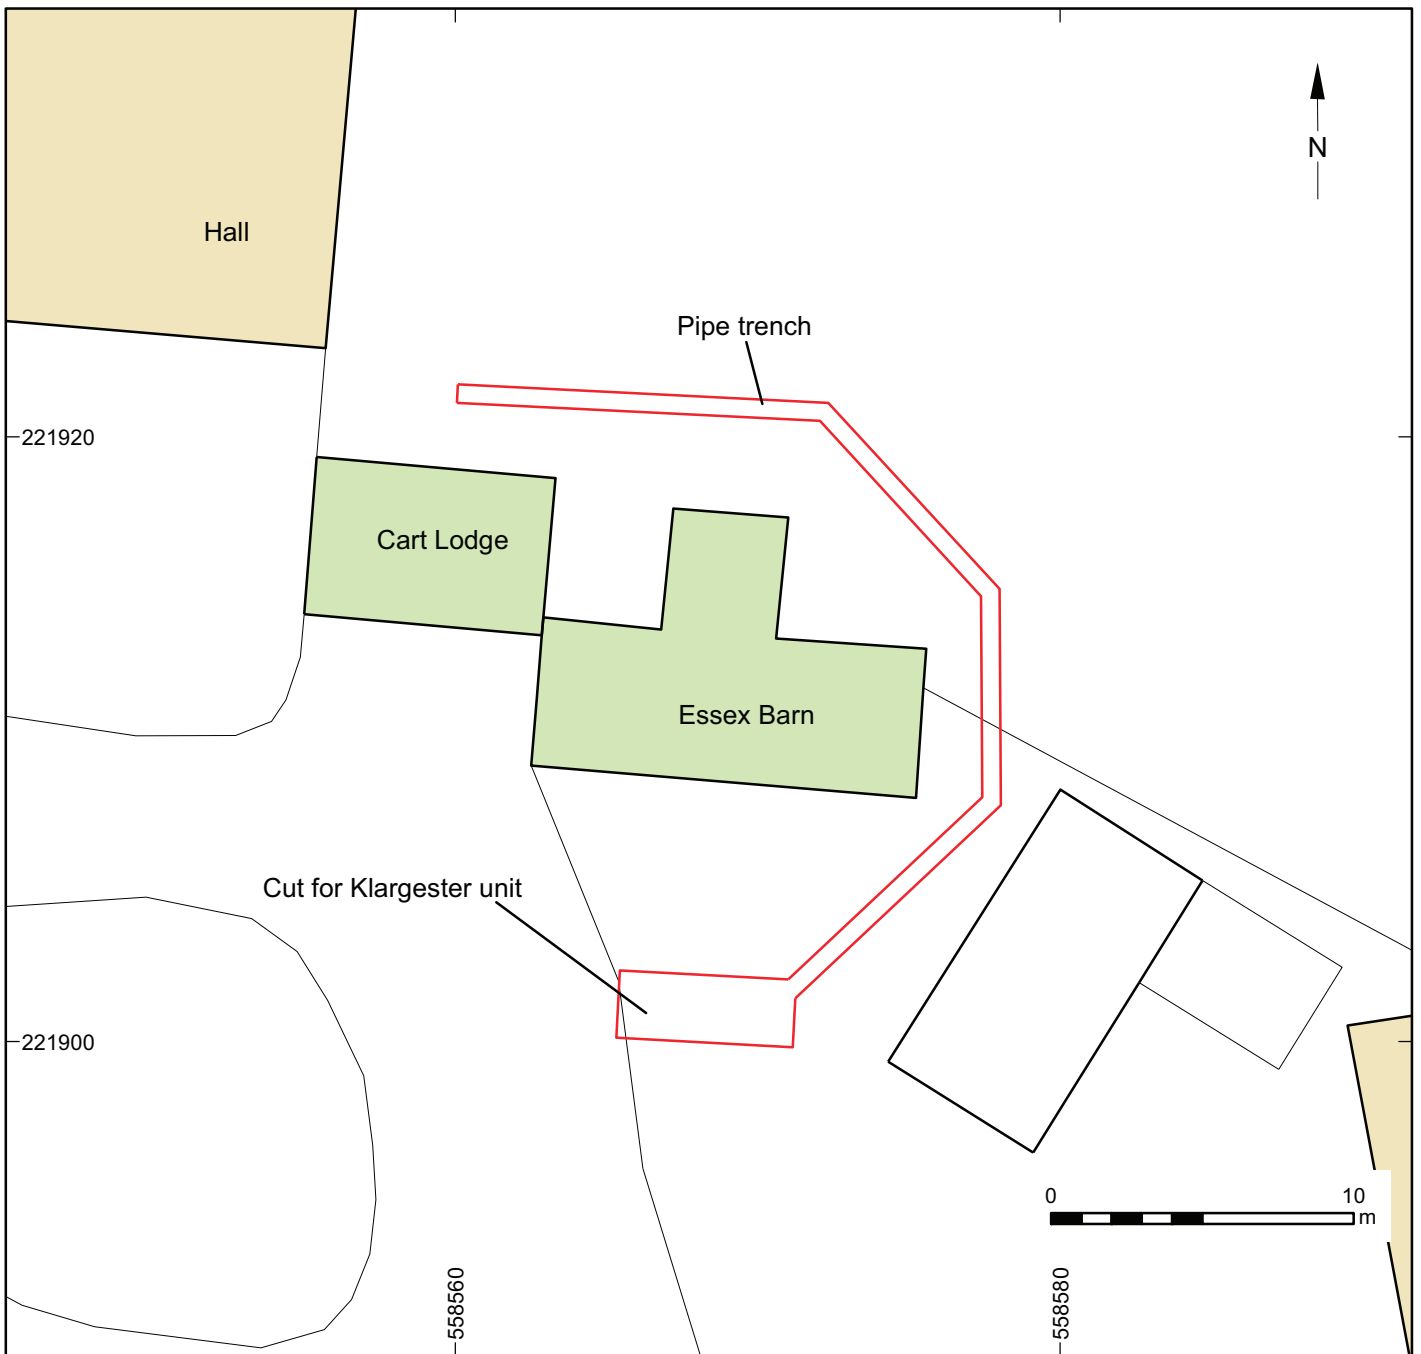 N
Hall
Pipe trench
221920
Cart Lodge
Essex Barn
Cut for Klargester unit
221900
0 10
m
558560
558580